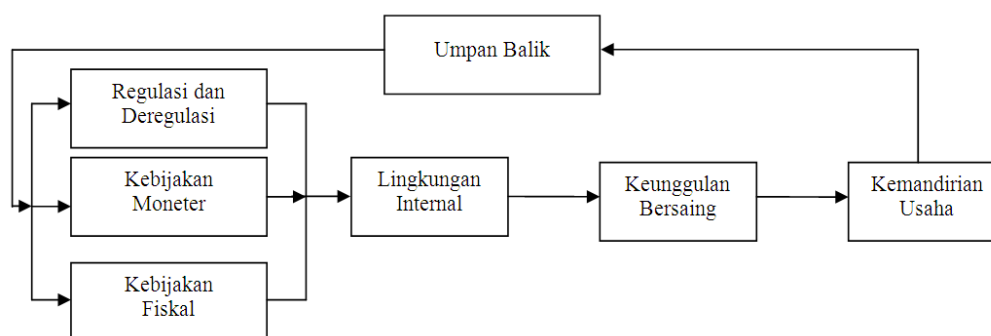 Umpan Balik
Regulasi dan
Deregulasi
Kebijakan
Moneter
Lingkungan
Internal
Keunggulan
Bersaing
Kemandirian
Usaha
Kebijakan
Fiskal